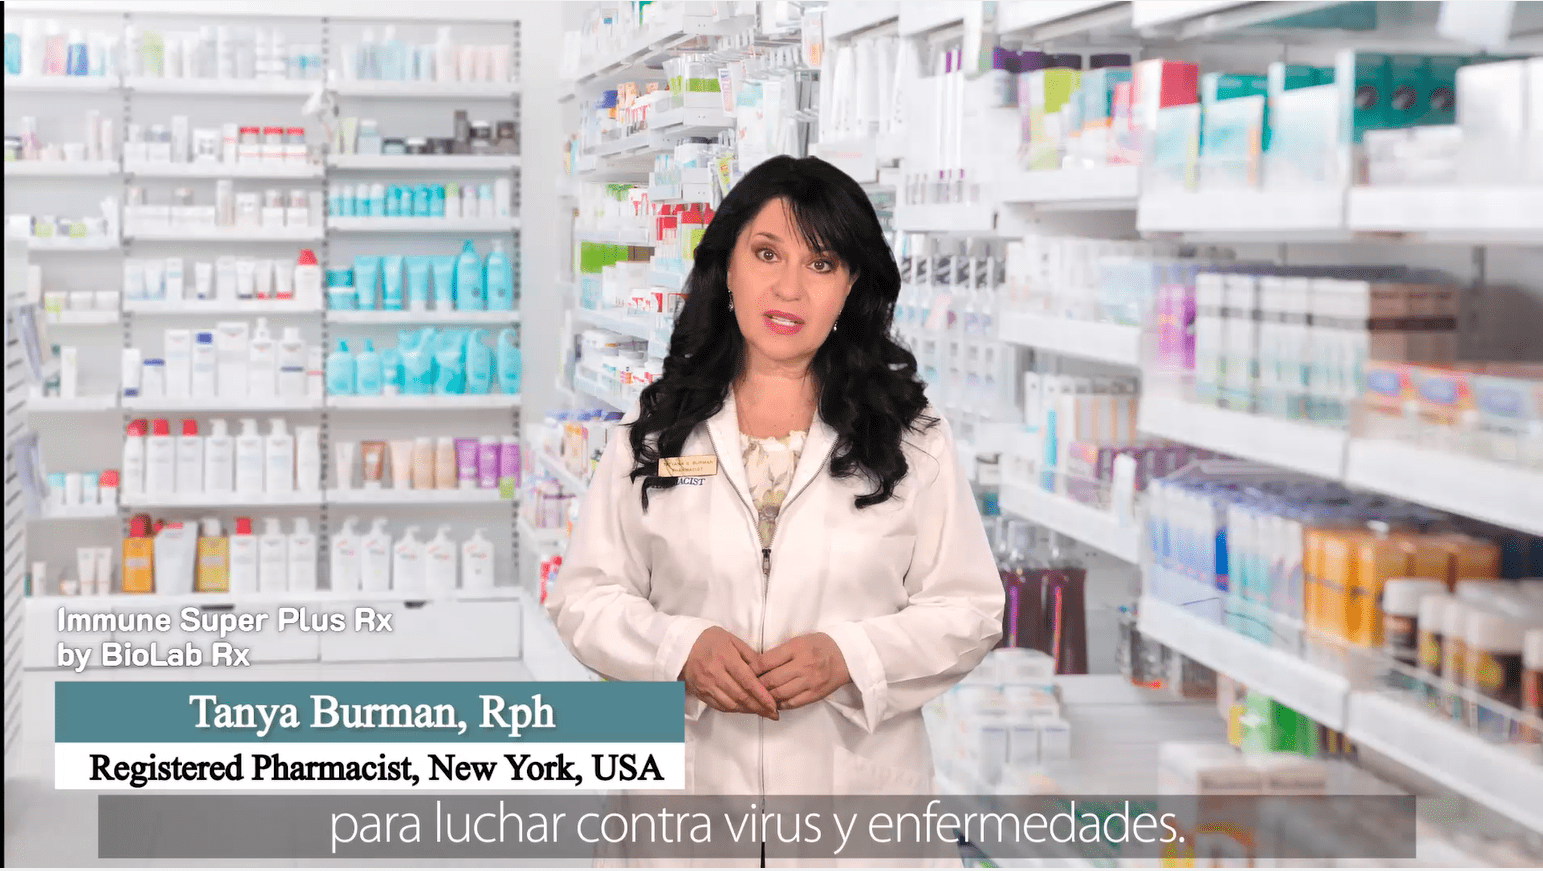 Immune Super Plus Rx
by BioLab Rx
Tanya Burman, Rph
Registered Pharmacist, New York, USA
para luchar contra virus y enfermedades.